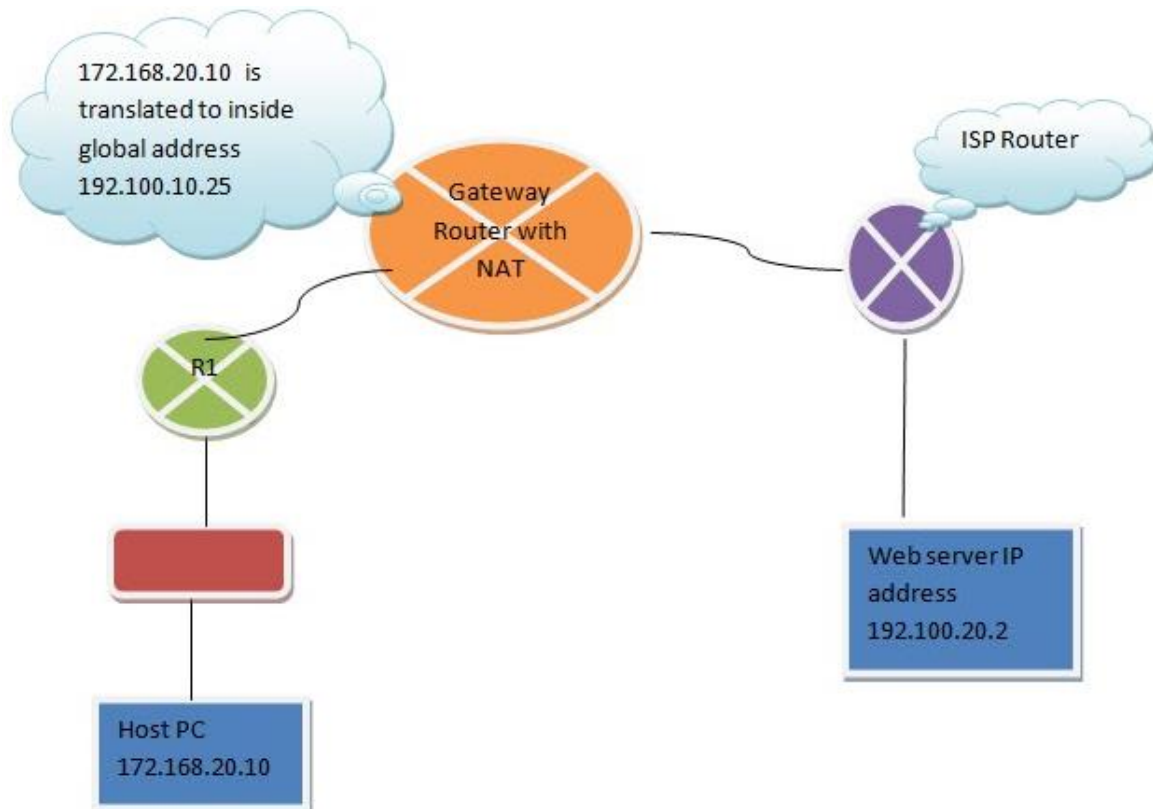 172.168.20.10  is
translated to inside
global address
192.100.10.25
Gateway
Router with
NAT
ISP Router
R1
Web server IP
address
192.100.20.2
Host PC
172.168.20.10